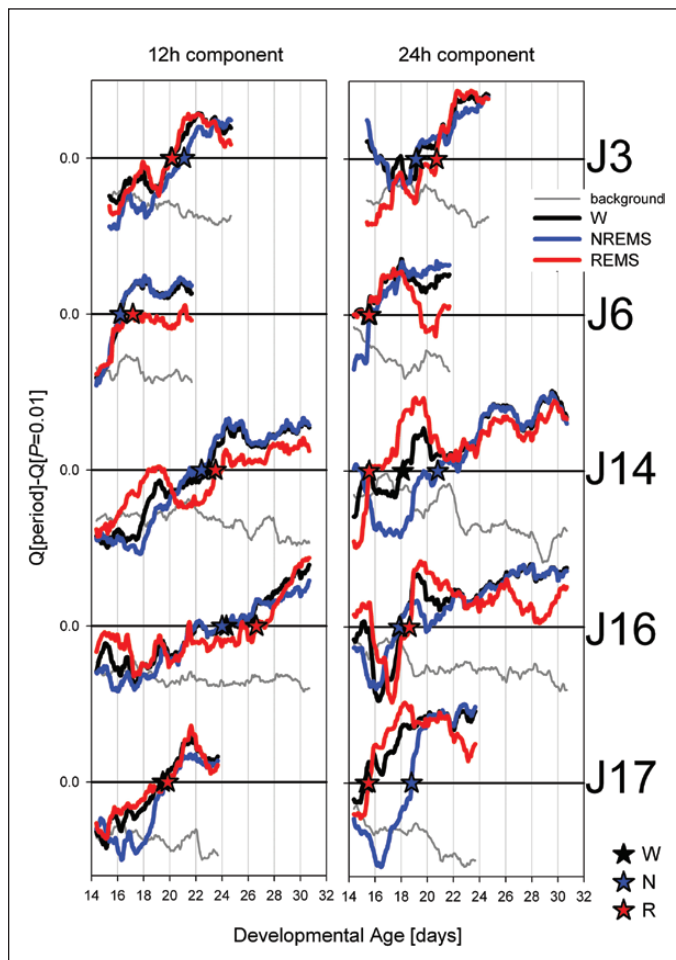 12h component
24h component
0.0
J3
background
W
NREMS
REMS
0.0
J6
0.0
J14
0.0
J16
0.0
J17
Q[period]-Q[P=0.01]
14 16 18 20 22 24 26 28 30 32
14 16 18 20 22 24 26 28 30 32
W
N
R
Developmental Age [days]